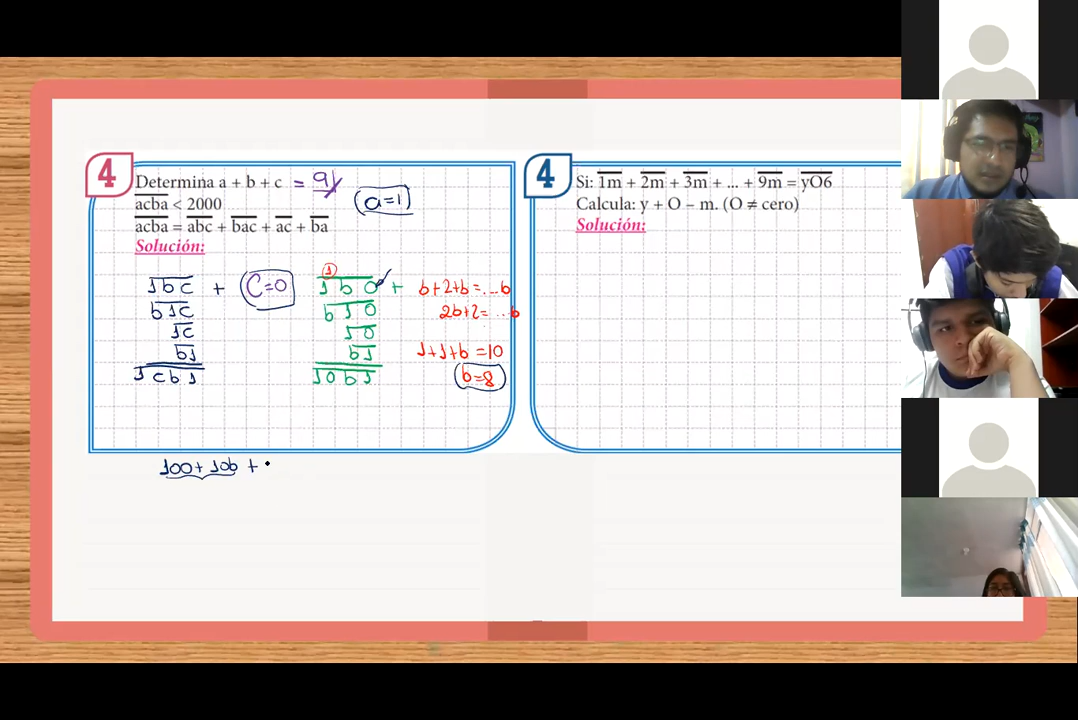 4
Determina a + b + c = 9
acba < 2000
a=1
acba = abc + bac + ac + ba
Solución:
1bc +
b1c
1c
b1
1cb1
C=0
1
1b0 +
b10
10
b1
10b1
b+2+b=...b
2b+2=...b
1+1+b=10
b=8
100+10b +
4
Si: 1m + 2m + 3m + ... + 9m = yO6
Calcula: y + O – m. (O ≠ cero)
Solución: